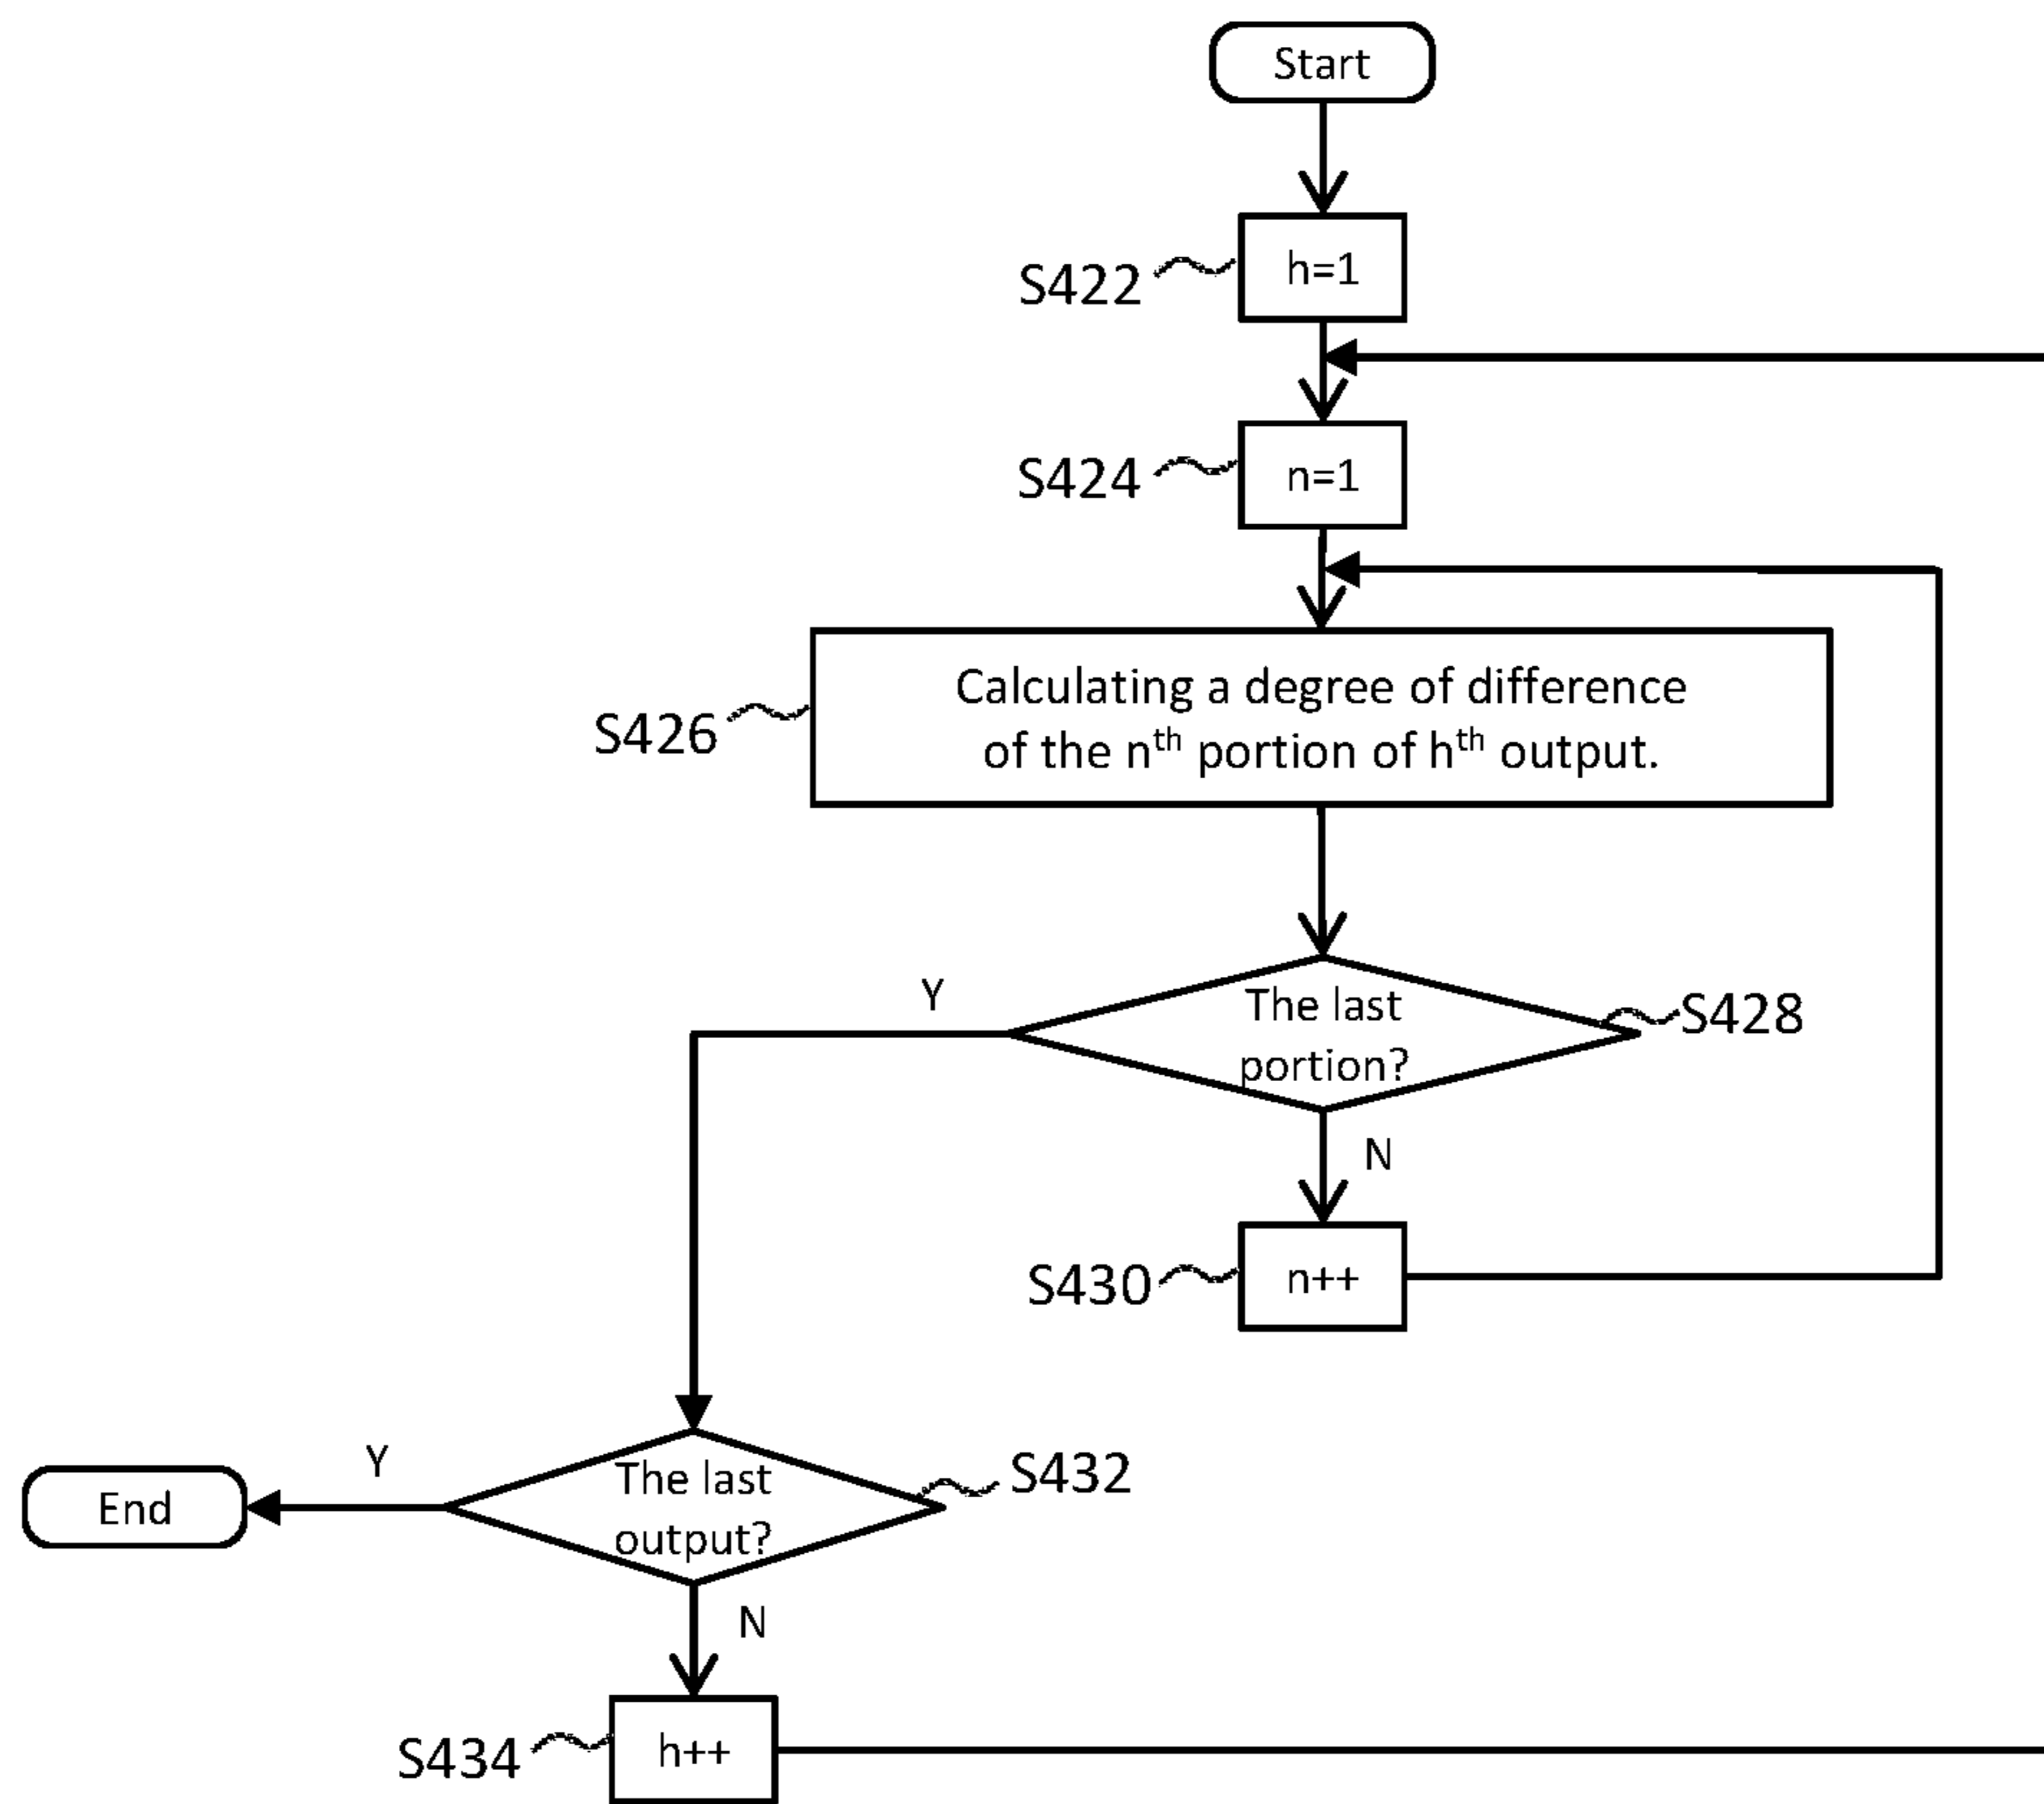 Start
S422
h=1
S424
n=1
S426
Calculating a degree of difference
of the nth portion of hth output.
Y
The last
portion?
S428
N
S430
n++
Y
The last
output?
S432
End
N
S434
h++